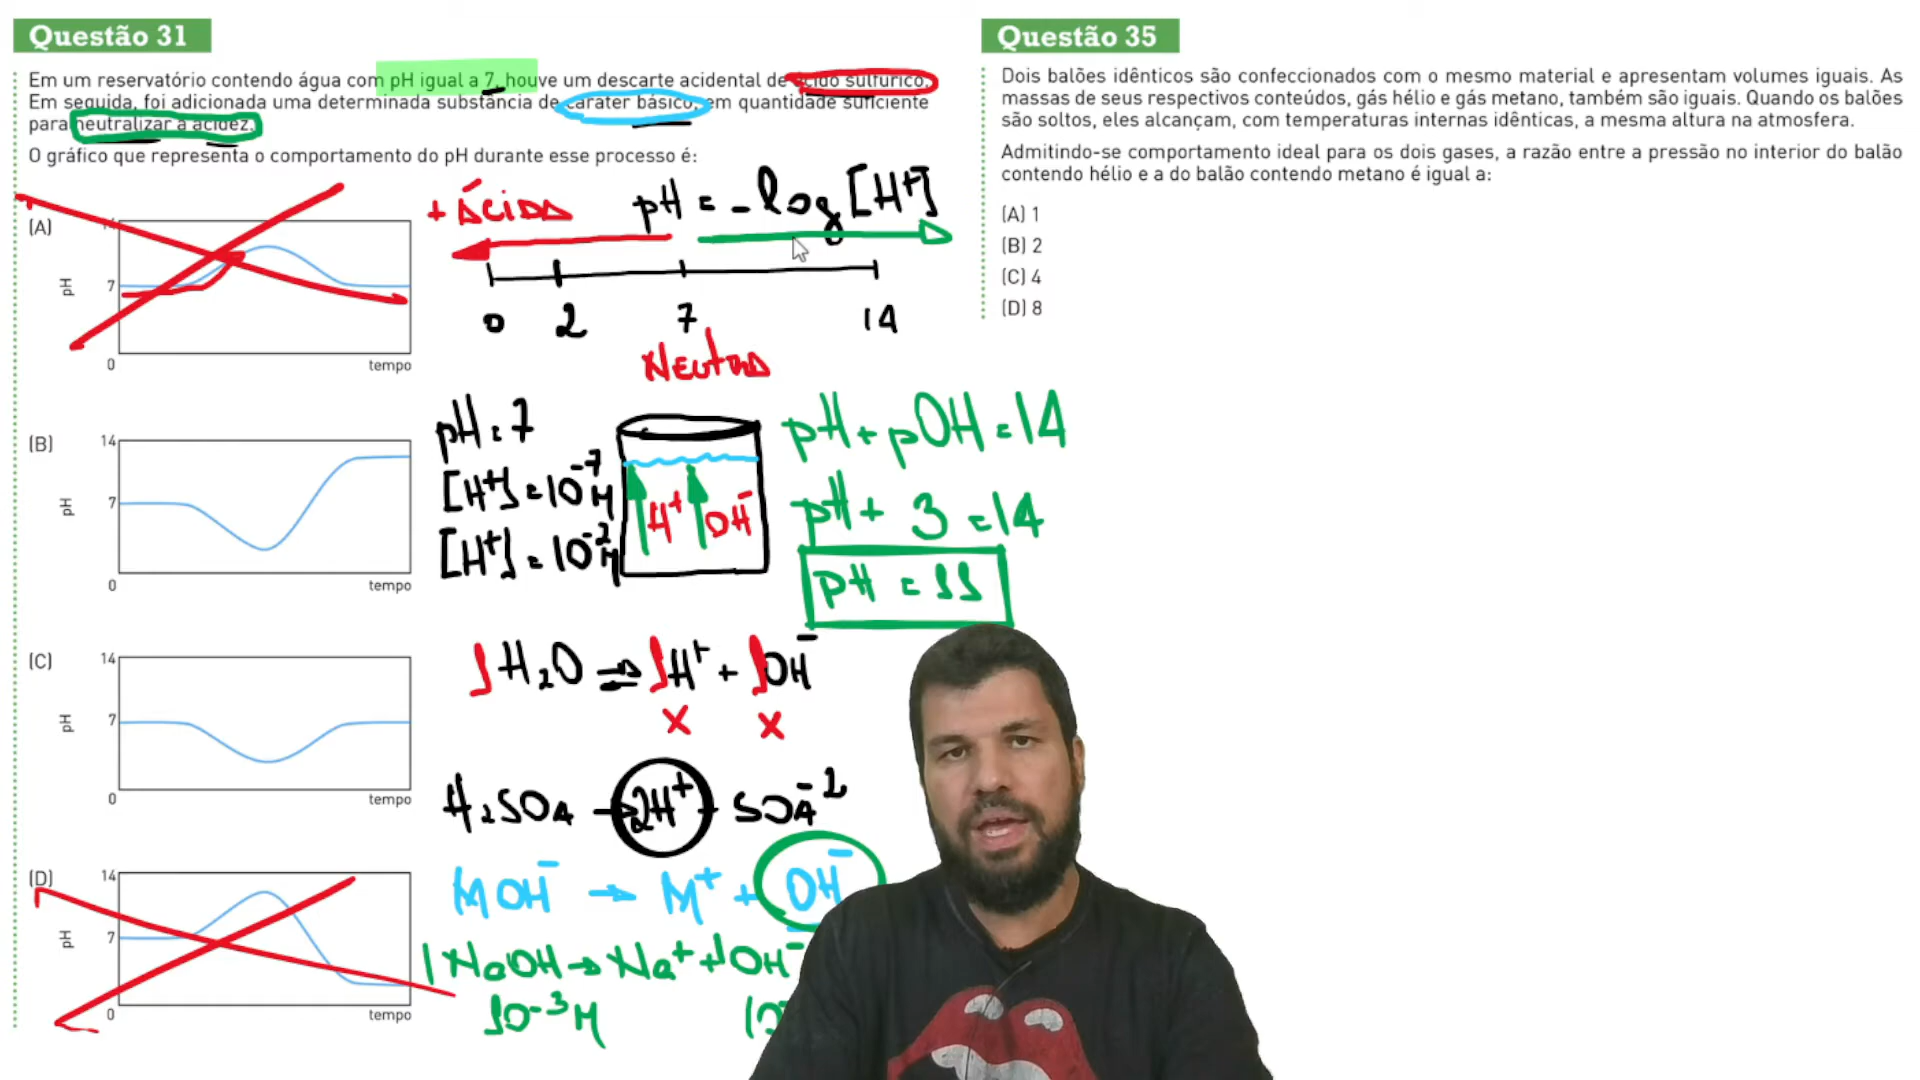 Questão 31
Em um reservatório contendo água com pH igual a 7, houve um descarte acidental de ácido sulfúrico.
Em seguida, foi adicionada uma determinada substância de caráter básico, em quantidade suficiente
para neutralizar a acidez.
O gráfico que representa o comportamento do pH durante esse processo é:
(A)
14
pH
7
0
tempo
(B)
14
pH
7
0
tempo
(C)
14
pH
7
0
tempo
(D)
14
pH
7
0
tempo
+ ÁCIDO
pH = -log [H+]
0 2 7 14
NEUTRO
pH = 7
[H+] = 10-7 M
[H+] = 10-2 M
H+ OH-
pH + pOH = 14
pH + 3 = 14
pH = 11
1 H2O ⇌ 1 H+ + 1 OH-
x x
H2SO4 → 2H+ + SO4-2
MOH- → M+ + OH-
1 NaOH → Na+ + 1 OH-
10-3 M
Questão 35
Dois balões idênticos são confeccionados com o mesmo material e apresentam volumes iguais. As
massas de seus respectivos conteúdos, gás hélio e gás metano, também são iguais. Quando os balões
são soltos, eles alcançam, com temperaturas internas idênticas, a mesma altura na atmosfera.
Admitindo-se comportamento ideal para os dois gases, a razão entre a pressão no interior do balão
contendo hélio e a do balão contendo metano é igual a:
(A) 1
(B) 2
(C) 4
(D) 8